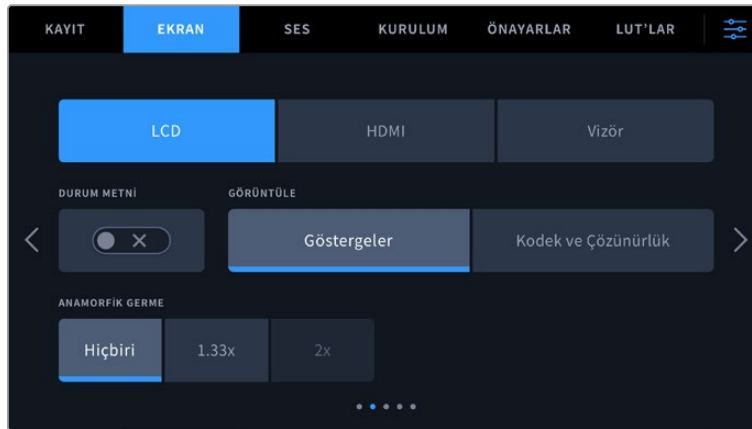 KAYIT EKRAN SES KURULUM ÖNAYARLAR LUT'LAR
LCD HDMI Vizör
DURUM METNİ GÖRÜNTÜLE
Göstergeler Kodek ve Çözünürlük
ANAMORFİK GERME
Hiçbiri 1.33x 2x